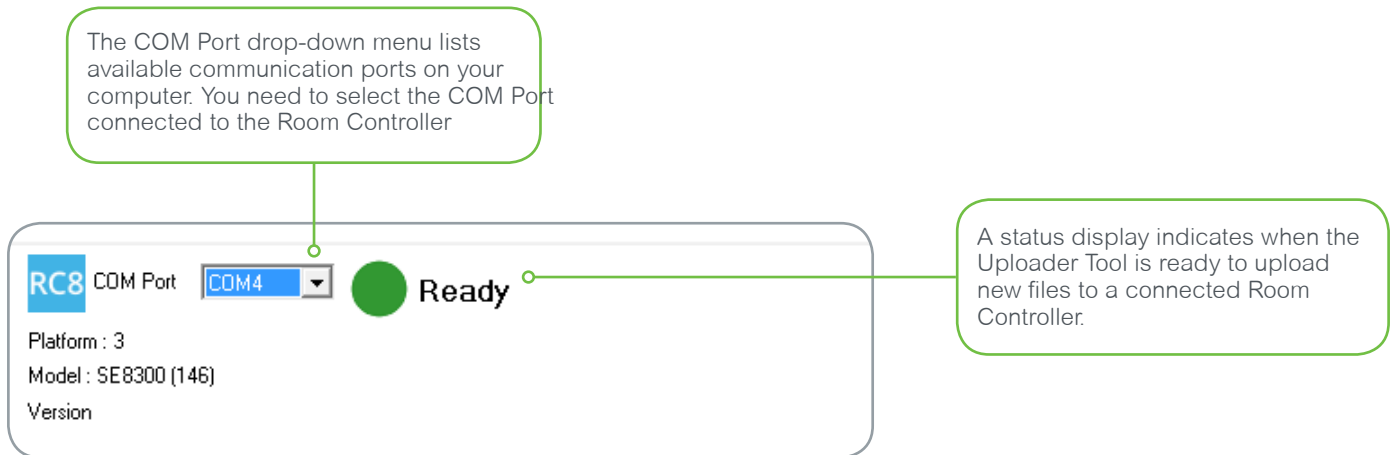 The COM Port drop-down menu lists
available communication ports on your
computer. You need to select the COM Port
connected to the Room Controller
A status display indicates when the
Uploader Tool is ready to upload
new files to a connected Room
Controller.
RC8 COM Port COM4 Ready
Platform : 3
Model : SE8300 (146)
Version